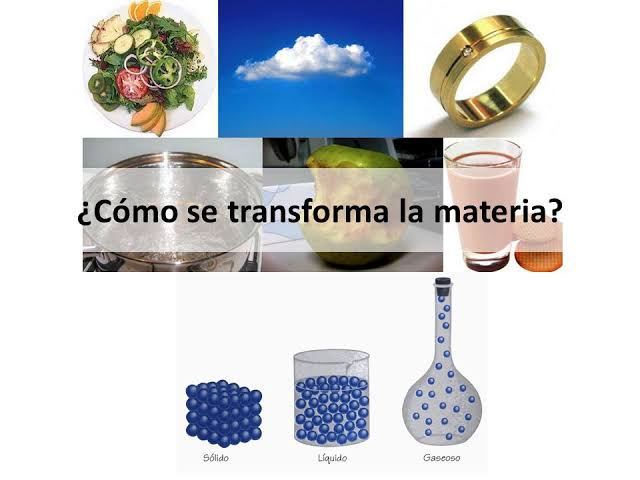 ¿Cómo se transforma la materia?
Sólido
Líquido
Gaseoso